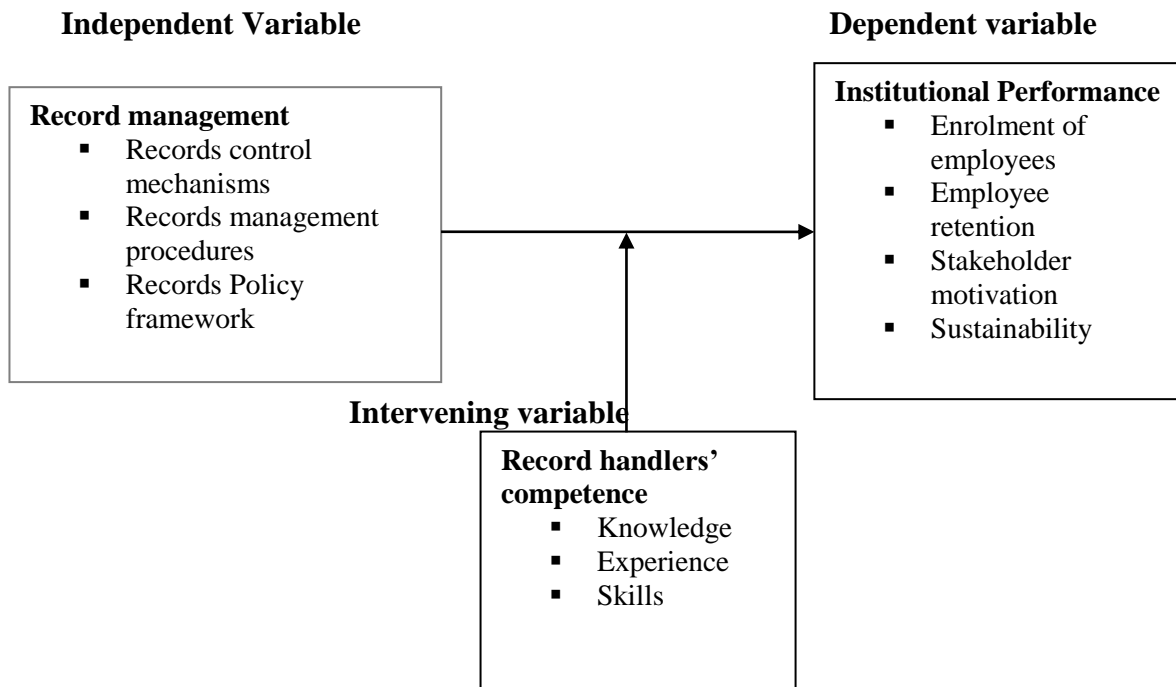 Independent Variable
Dependent variable
Record management
▪ Records control
mechanisms
▪ Records management
procedures
▪ Records Policy
framework
Institutional Performance
▪ Enrolment of
employees
▪ Employee
retention
▪ Stakeholder
motivation
▪ Sustainability
Intervening variable
Record handlers’
competence
▪ Knowledge
▪ Experience
▪ Skills